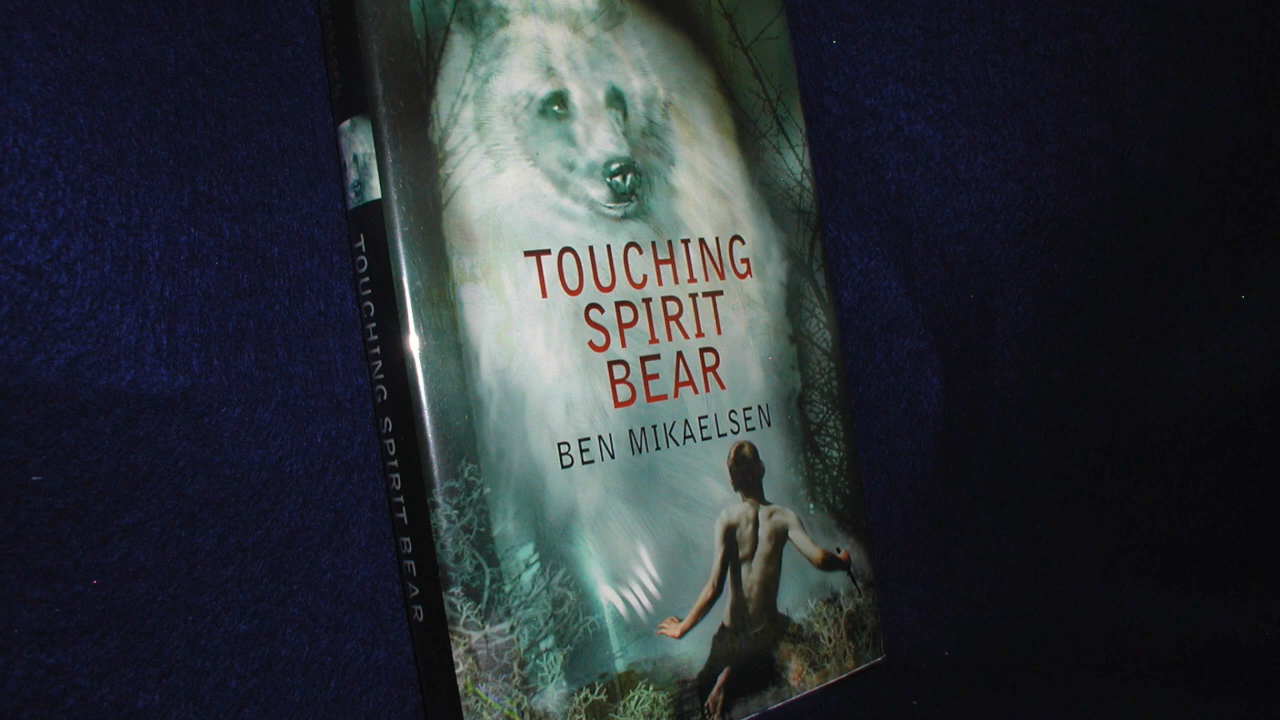 TOUCHING
SPIRIT
BEAR
BEN MIKAELSEN
TOUCHING SPIRIT BEAR